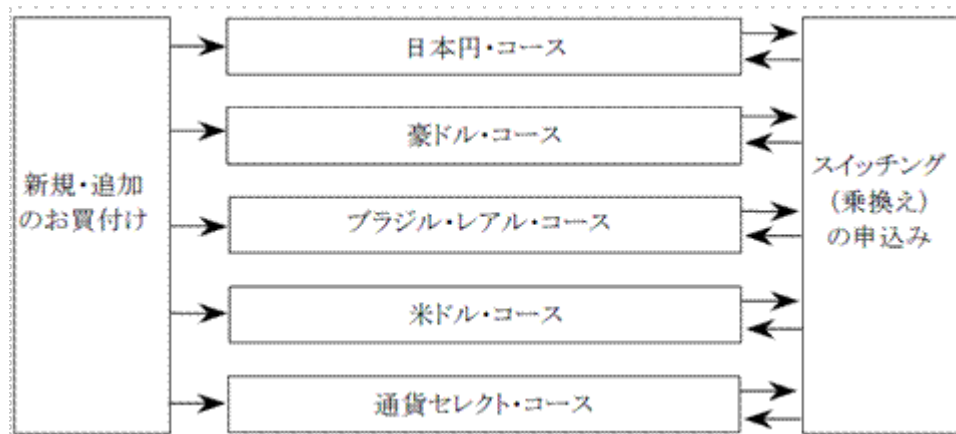 新規・追加
のお買付け
日本円・コース
豪ドル・コース
ブラジル・レアル・コース
米ドル・コース
通貨セレクト・コース
スイッチング
(乗換え)
の申込み